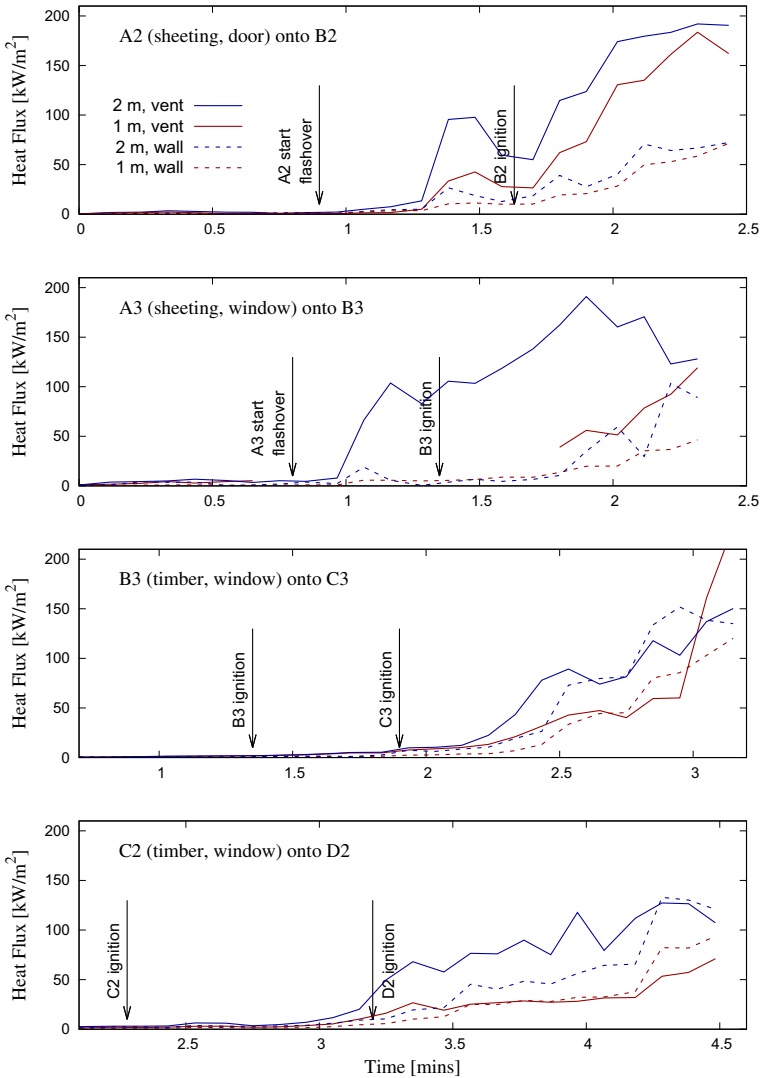 A2 (sheeting, door) onto B2
Heat Flux [kW/m²]
200
150
100
50
0
2 m, vent
1 m, vent
2 m, wall
1 m, wall
A2 start
flashover
B2 ignition
0
0.5
1
1.5
2
2.5
A3 (sheeting, window) onto B3
Heat Flux [kW/m²]
200
150
100
50
0
A3 start
flashover
B3 ignition
0
0.5
1
1.5
2
2.5
B3 (timber, window) onto C3
Heat Flux [kW/m²]
200
150
100
50
0
B3 ignition
C3 ignition
1
1.5
2
2.5
3
C2 (timber, window) onto D2
Heat Flux [kW/m²]
200
150
100
50
0
C2 ignition
D2 ignition
2.5
3
3.5
4
4.5
Time [mins]